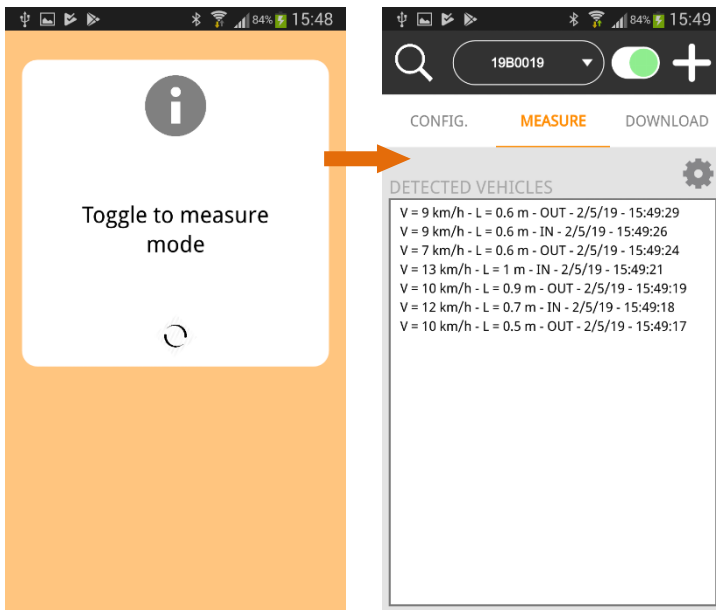 84% 15:48
i
Toggle to measure
mode
84% 15:49
19B0019
CONFIG. MEASURE DOWNLOAD
DETECTED VEHICLES
V = 9 km/h - L = 0.6 m - OUT - 2/5/19 - 15:49:29
V = 9 km/h - L = 0.6 m - IN - 2/5/19 - 15:49:26
V = 7 km/h - L = 0.6 m - OUT - 2/5/19 - 15:49:24
V = 13 km/h - L = 1 m - IN - 2/5/19 - 15:49:21
V = 10 km/h - L = 0.9 m - OUT - 2/5/19 - 15:49:19
V = 12 km/h - L = 0.7 m - IN - 2/5/19 - 15:49:18
V = 10 km/h - L = 0.5 m - OUT - 2/5/19 - 15:49:17